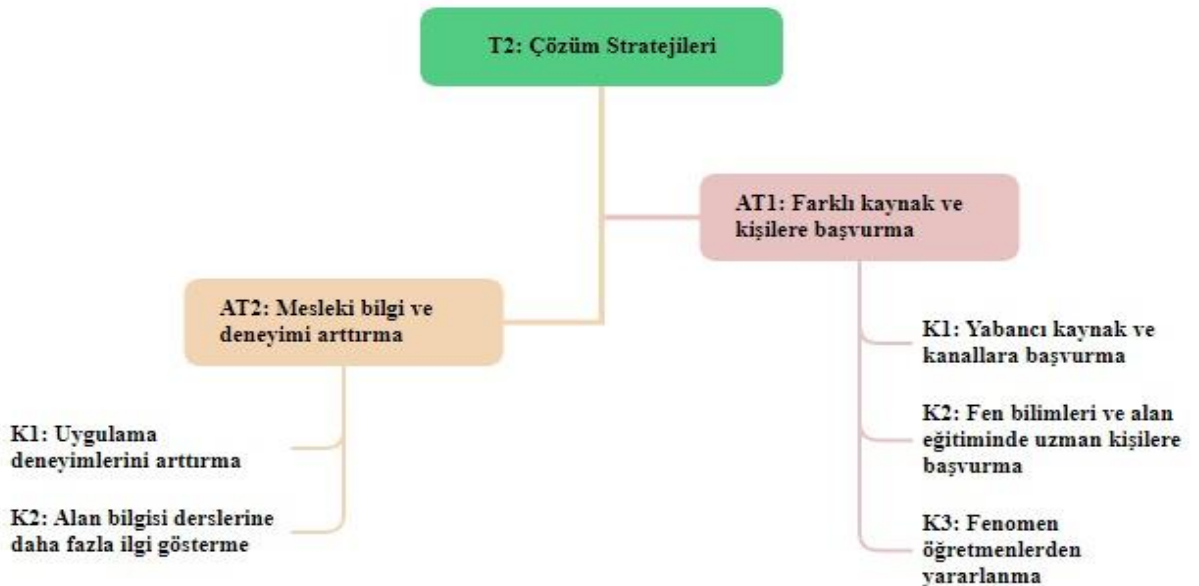 T2: Çözüm Stratejileri
AT1: Farklı kaynak ve
kişilere başvurma
AT2: Mesleki bilgi ve
deneyimi arttırma
K1: Yabancı kaynak ve
kanallara başvurma
K2: Fen bilimleri ve alan
eğitiminde uzman kişilere
başvurma
K3: Fenomen
öğretmenlerden
yararlanma
K1: Uygulama
deneyimlerini arttırma
K2: Alan bilgisi derslerine
daha fazla ilgi gösterme